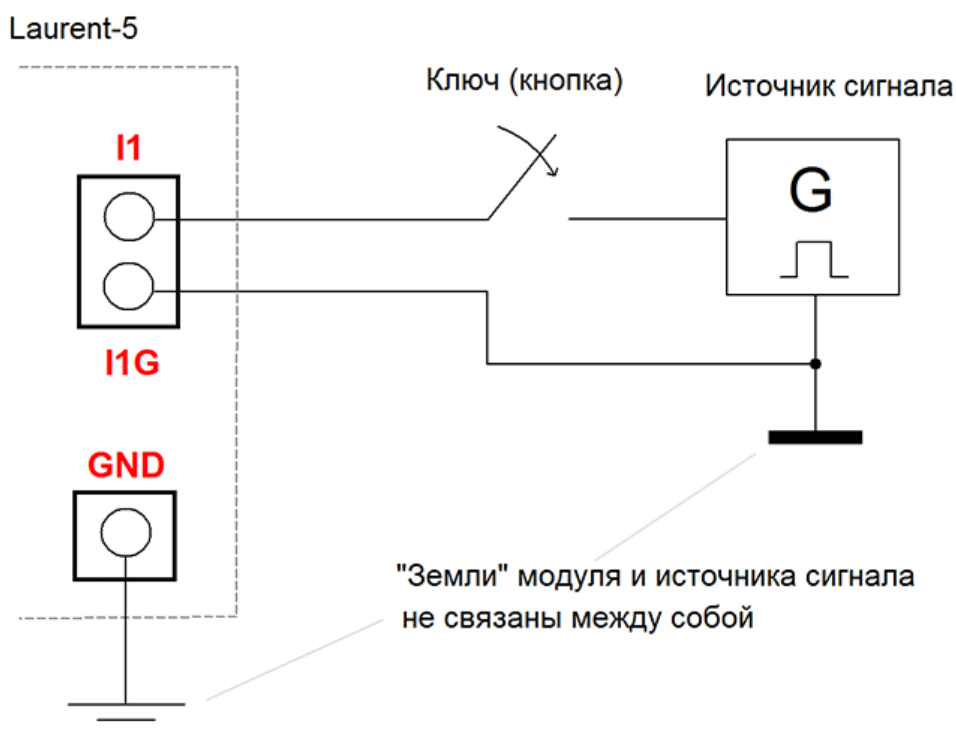 Laurent-5
Ключ (кнопка)
Источник сигнала
I1
G
I1G
GND
"Земли" модуля и источника сигнала
не связаны между собой